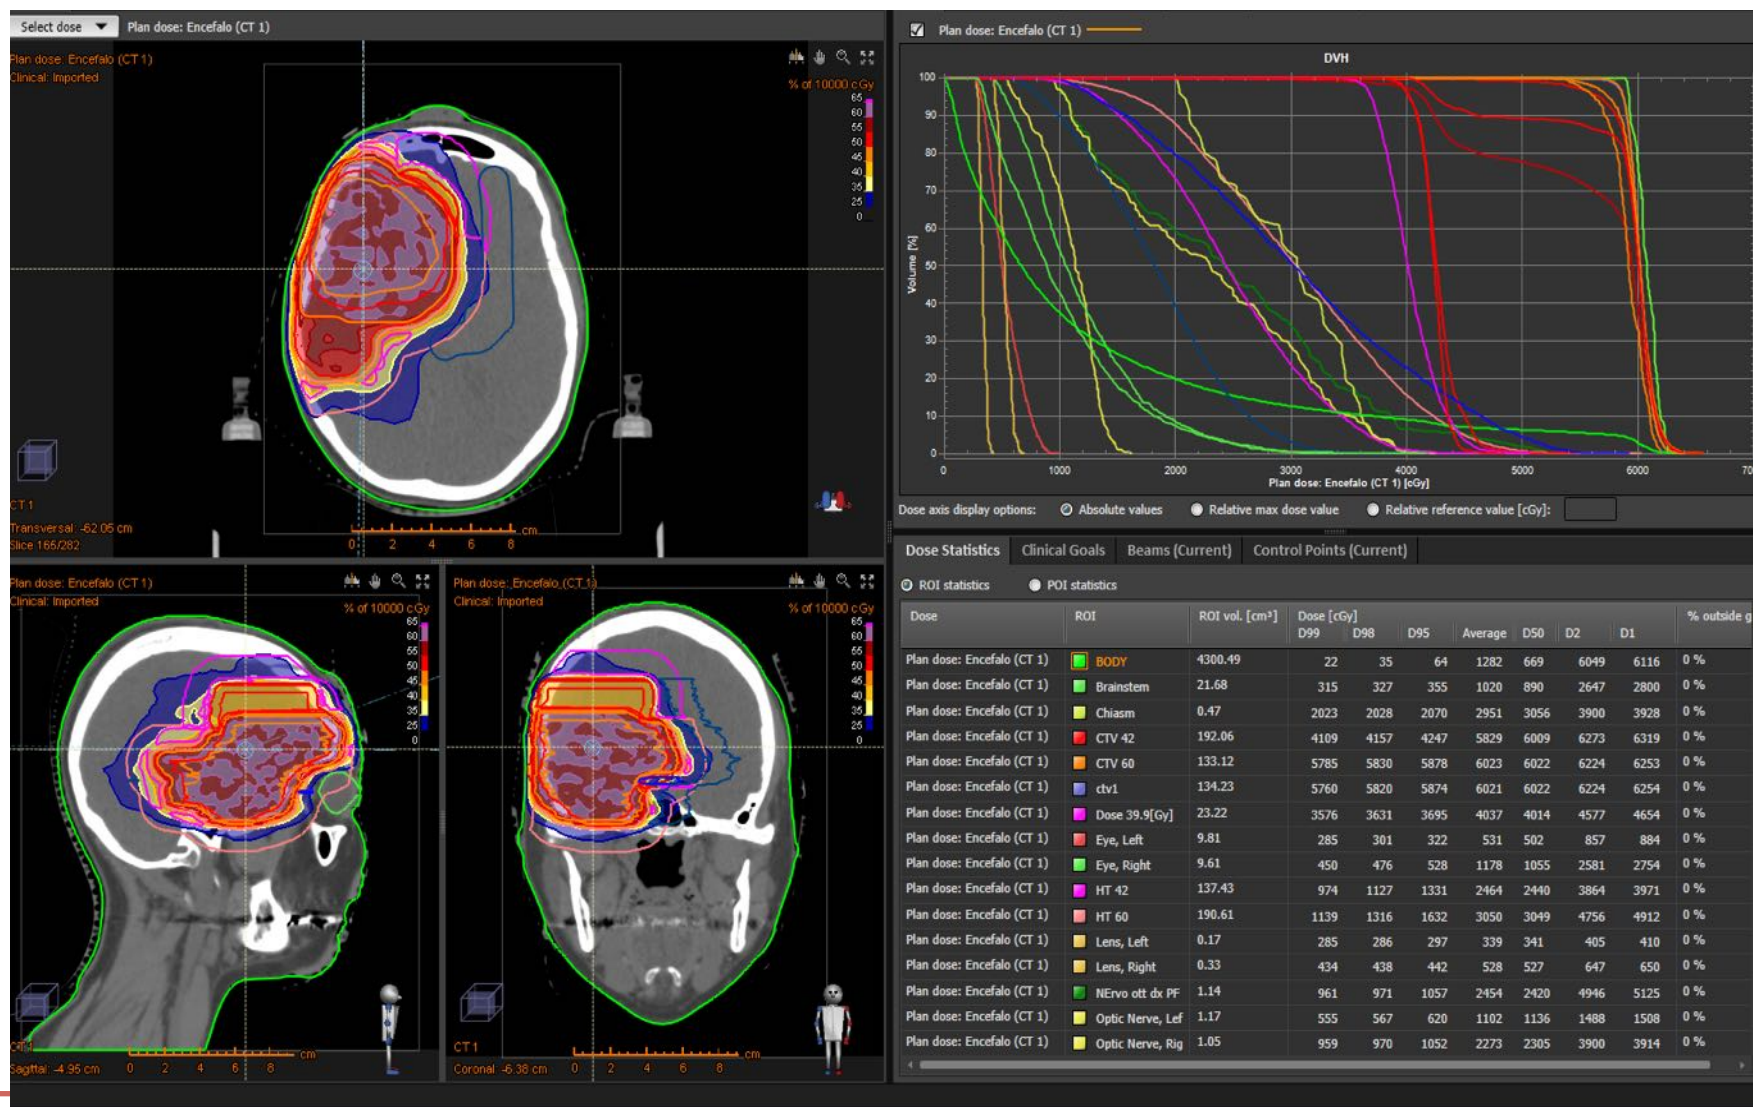 Select dose Plan dose: Encefalo (CT 1)
Plan dose: Encefalo (CT 1)
Clinical: Imported
% of 10000 cGy
65
60
55
50
45
40
35
25
0
CT 1
Transversal: -62.05 cm
Slice 165/282
0 2 4 6 8 cm
Plan dose: Encefalo (CT 1)
Clinical: Imported
% of 10000 cGy
65
60
55
50
45
40
35
25
0
CT 1
Sagittal: -4.95 cm
0 2 4 6 8 cm
Plan dose: Encefalo (CT 1)
Clinical: Imported
% of 10000 cGy
65
60
55
50
45
40
35
25
0
CT 1
Coronal -6.38 cm
0 2 4 6 8 cm
Plan dose: Encefalo (CT 1)
DVH
Volume [%]
100
90
80
70
60
50
40
30
20
10
0
0 1000 2000 3000 4000 5000 6000
Plan dose: Encefalo (CT 1) [cGy]
Dose axis display options: Absolute values Relative max dose value Relative reference value [cGy]:
Dose Statistics Clinical Goals Beams (Current) Control Points (Current)
ROI statistics POI statistics
Dose ROI ROI vol. [cm³] Dose [cGy] % outside g
D99 D98 D95 Average D50 D2 D1
Plan dose: Encefalo (CT 1) BODY 4300.49 22 35 64 1282 669 6049 6116 0 %
Plan dose: Encefalo (CT 1) Brainstem 21.68 315 327 355 1020 890 2647 2800 0 %
Plan dose: Encefalo (CT 1) Chiasm 0.47 2023 2028 2070 2951 3056 3900 3928 0 %
Plan dose: Encefalo (CT 1) CTV 42 192.06 4109 4157 4247 5829 6009 6273 6319 0 %
Plan dose: Encefalo (CT 1) CTV 60 133.12 5785 5830 5878 6023 6022 6224 6253 0 %
Plan dose: Encefalo (CT 1) ctv1 134.23 5760 5820 5874 6021 6022 6224 6254 0 %
Plan dose: Encefalo (CT 1) Dose 39.9[Gy] 23.22 3576 3631 3695 4037 4014 4577 4654 0 %
Plan dose: Encefalo (CT 1) Eye, Left 9.81 285 301 322 531 502 857 884 0 %
Plan dose: Encefalo (CT 1) Eye, Right 9.61 450 476 528 1178 1055 2581 2754 0 %
Plan dose: Encefalo (CT 1) HT 42 137.43 974 1127 1331 2464 2440 3864 3971 0 %
Plan dose: Encefalo (CT 1) HT 60 190.61 1139 1316 1632 3050 3049 4756 4912 0 %
Plan dose: Encefalo (CT 1) Lens, Left 0.17 285 286 297 339 341 405 410 0 %
Plan dose: Encefalo (CT 1) Lens, Right 0.33 434 438 442 528 527 647 650 0 %
Plan dose: Encefalo (CT 1) NErvo ott dx PF 1.14 961 971 1057 2454 2420 4946 5125 0 %
Plan dose: Encefalo (CT 1) Optic Nerve, Lef 1.17 555 567 620 1102 1136 1488 1508 0 %
Plan dose: Encefalo (CT 1) Optic Nerve, Rig 1.05 959 970 1052 2273 2305 3900 3914 0 %